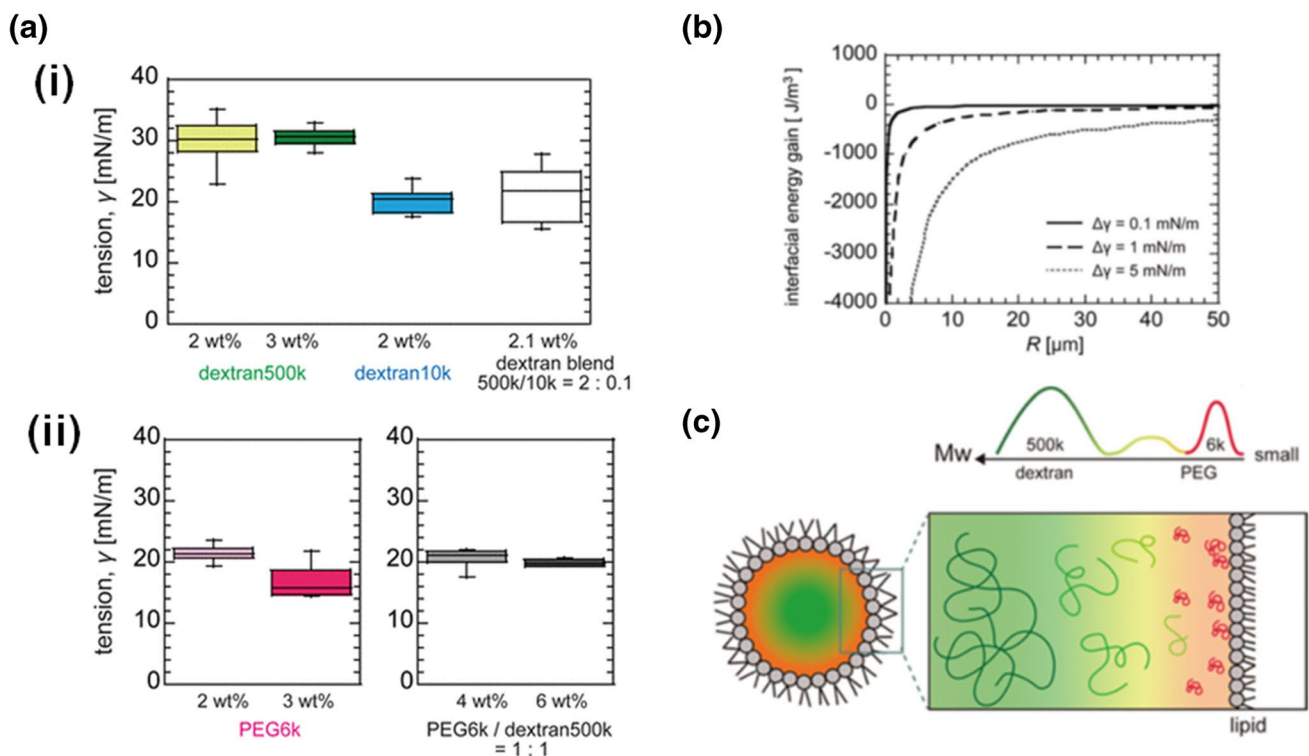 (a)
(i)
tension, γ [mN/m]
40
30
20
10
0
2 wt% 3 wt% 2 wt% 2.1 wt%
dextran500k dextran10k dextran blend
500k/10k = 2 : 0.1
(ii)
tension, γ [mN/m]
40
30
20
10
0
2 wt% 3 wt%
PEG6k
40
30
20
10
0
4 wt% 6 wt%
PEG6k / dextran500k
= 1 : 1
(b)
interfacial energy gain [ J/m³ ]
1000
0
-1000
-2000
-3000
-4000
Δγ = 0.1 mN/m
Δγ = 1 mN/m
Δγ = 5 mN/m
0 10 20 30 40 50
R [μm]
(c)
Mw 500k 6k small
dextran PEG
lipid